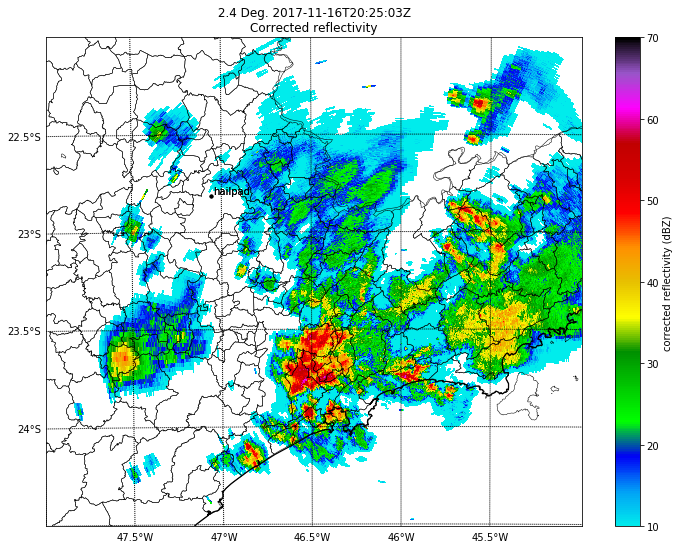 2.4 Deg. 2017-11-16T20:25:03Z
Corrected reflectivity
22.5°S
23°S
23.5°S
24°S
47.5°W
47°W
46.5°W
46°W
45.5°W
hailpad
70
60
50
40
30
20
10
corrected reflectivity (dBZ)